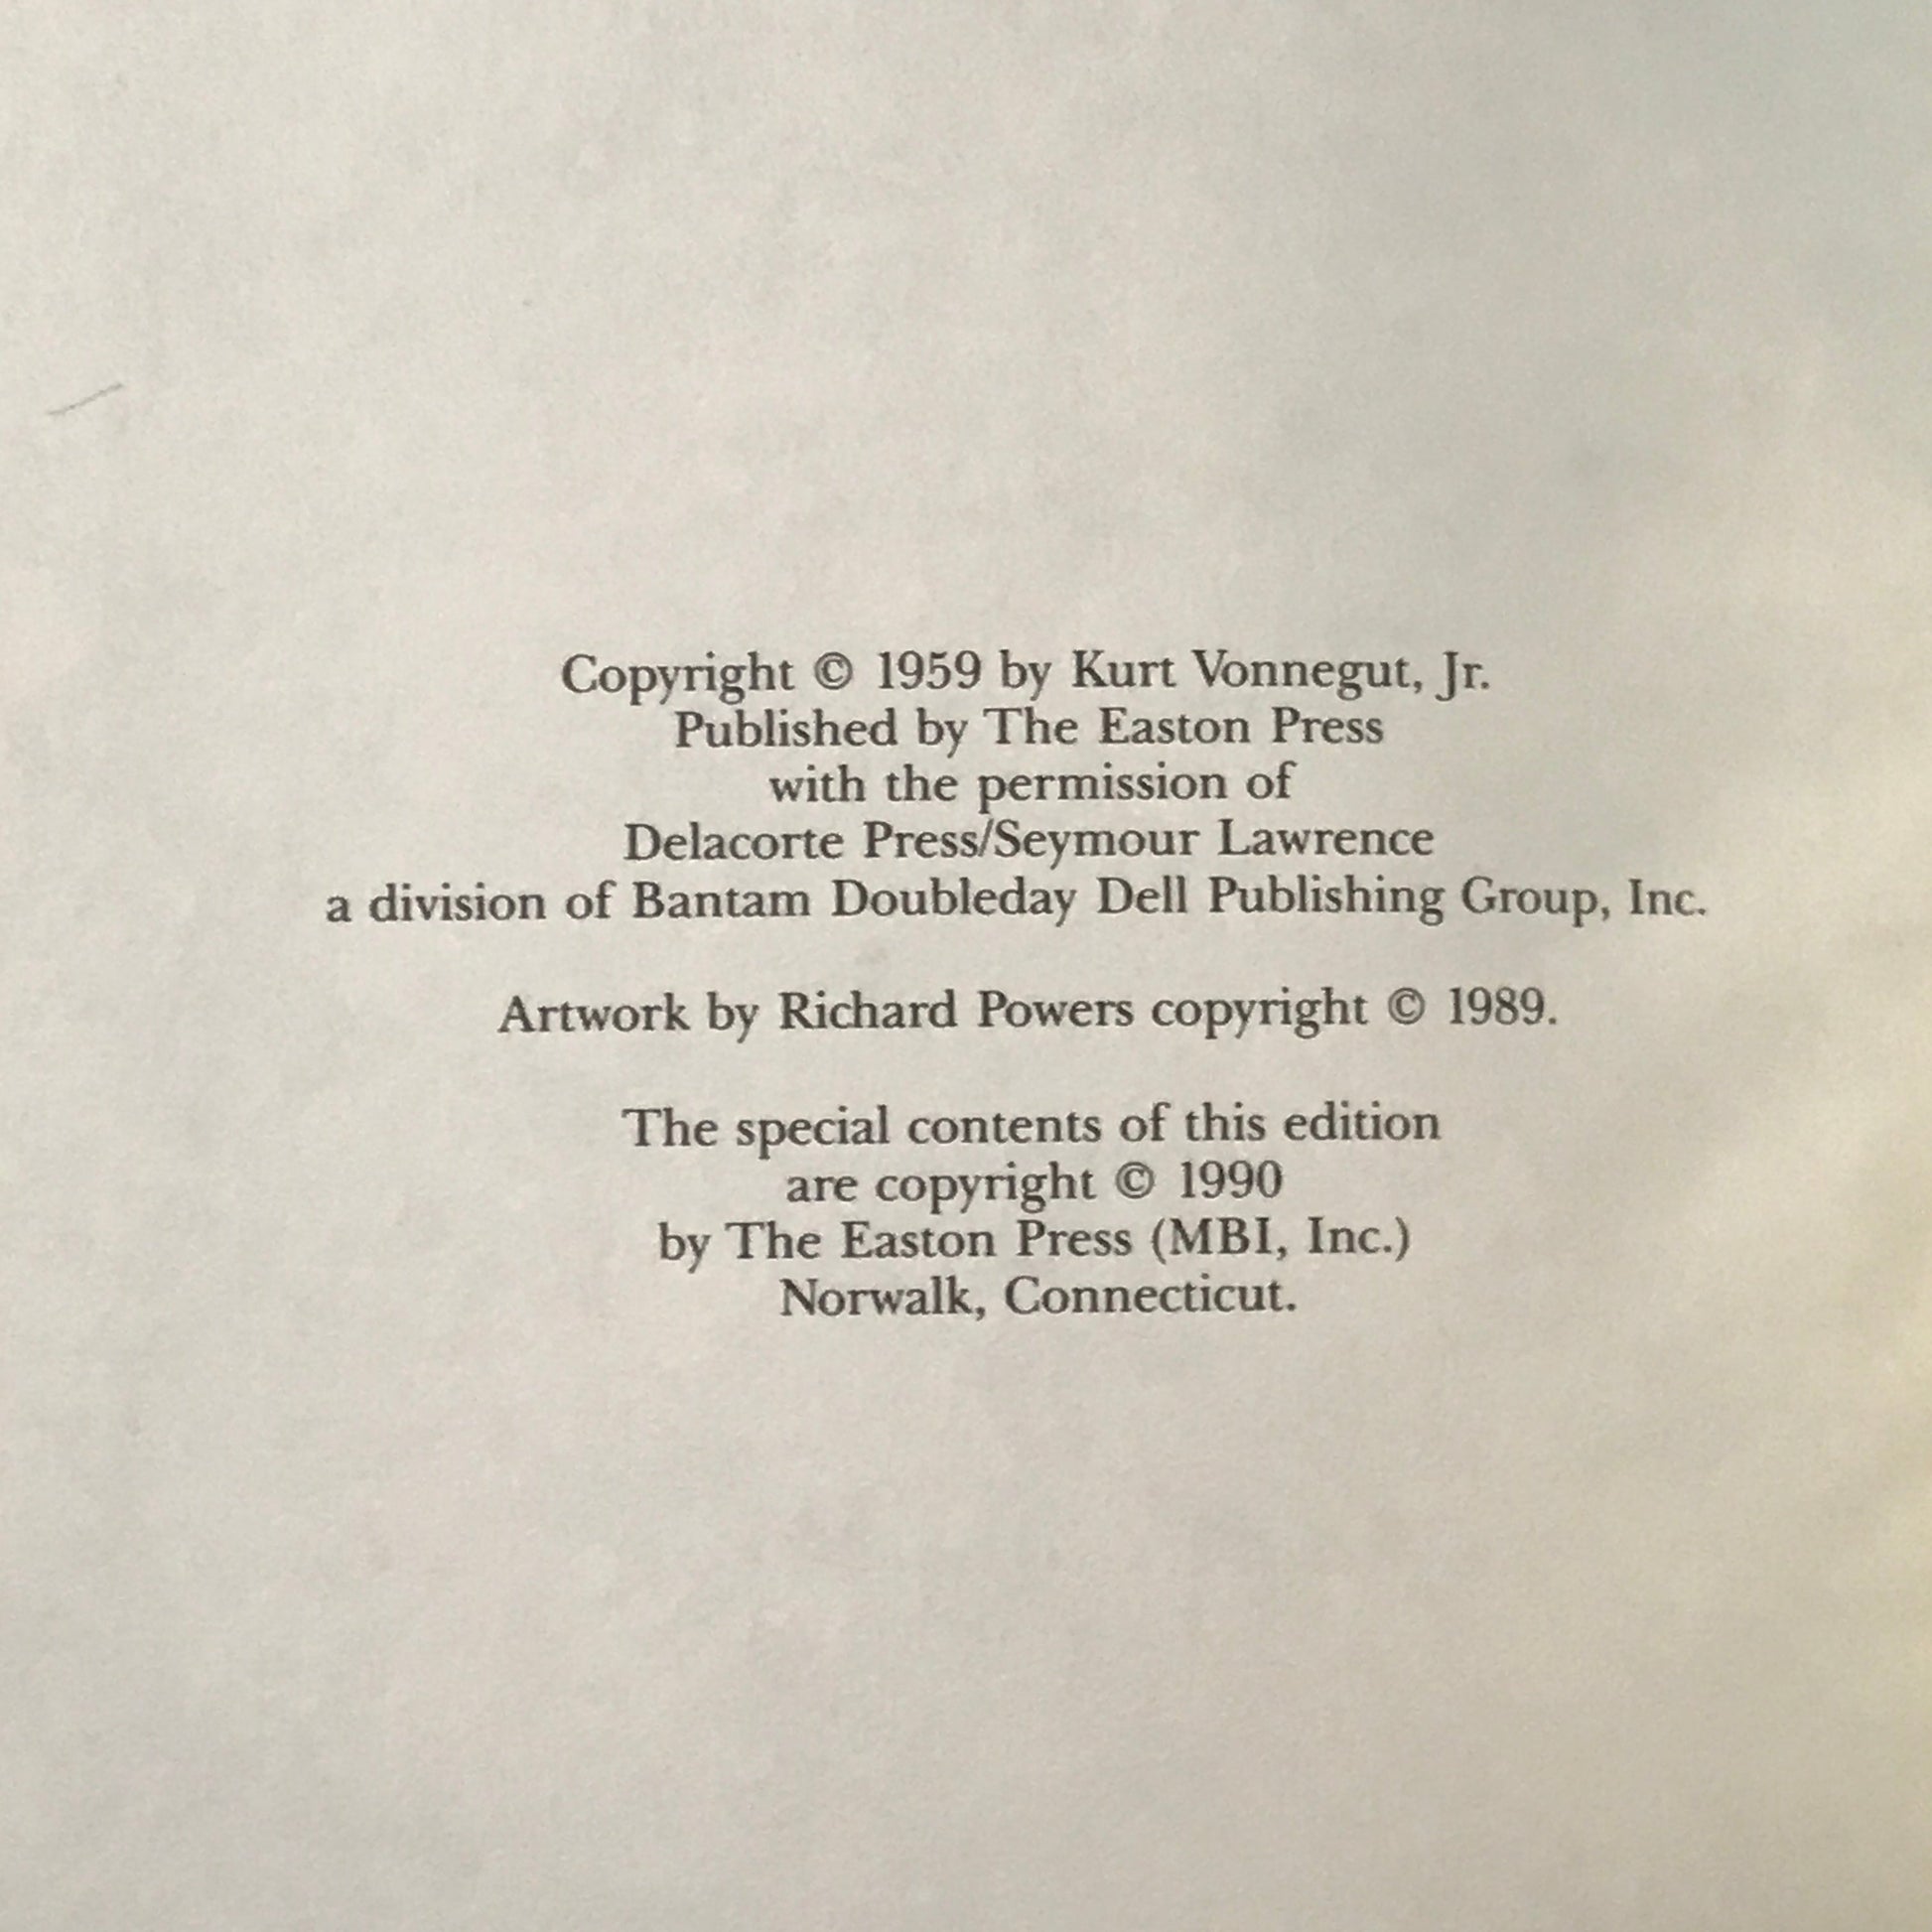 Copyright © 1959 by Kurt Vonnegut, Jr.
Published by The Easton Press
with the permission of
Delacorte Press/Seymour Lawrence
a division of Bantam Doubleday Dell Publishing Group, Inc.
Artwork by Richard Powers copyright © 1989.
The special contents of this edition
are copyright © 1990
by The Easton Press (MBI, Inc.)
Norwalk, Connecticut.